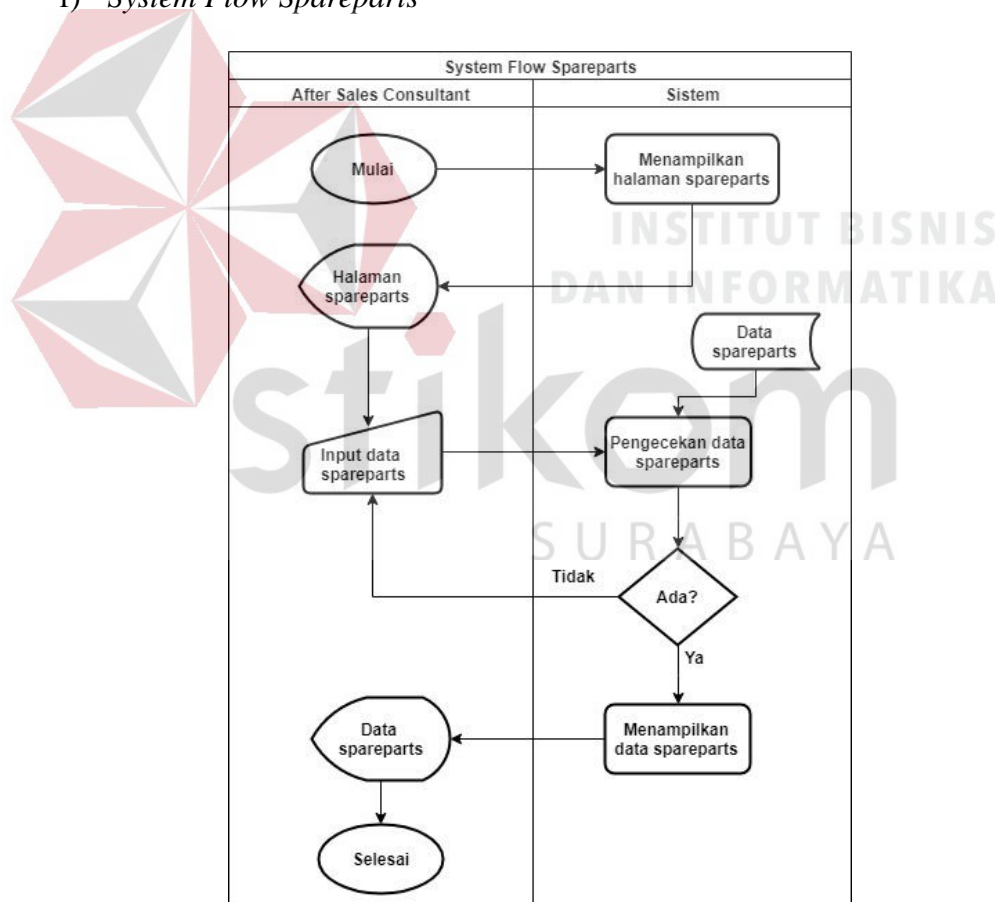 1) System Flow Spareparts
System Flow Spareparts
After Sales Consultant
Sistem
Mulai
Menampilkan
halaman spareparts
INSTITUT BISNIS
DAN INFORMATIKA
Halaman
spareparts
Data
spareparts
stikom
Input data
spareparts
Pengecekan data
spareparts
SURABAYA
Tidak
Ada?
Ya
Data
spareparts
Menampilkan
data spareparts
Selesai